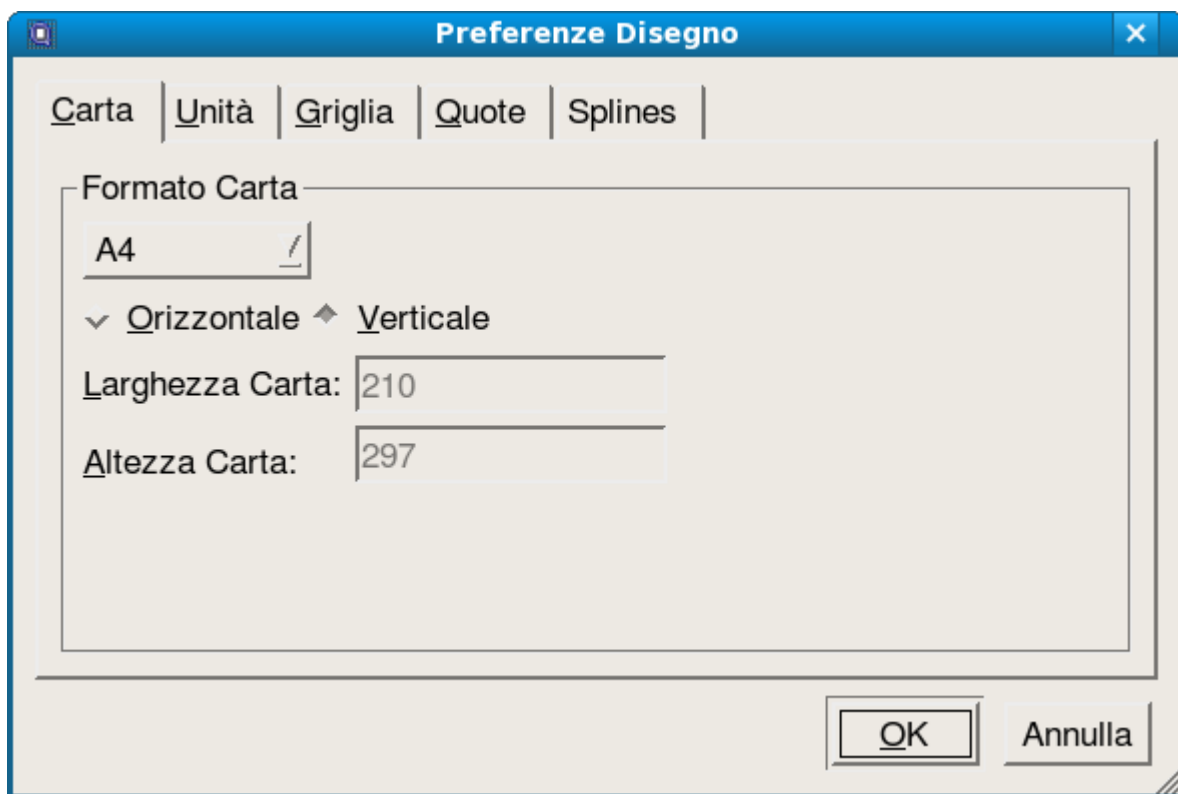 Preferenze Disegno
Carta Unità Griglia Quote Splines
Formato Carta
A4
Orizzontale Verticale
Larghezza Carta: 210
Altezza Carta: 297
OK Annulla